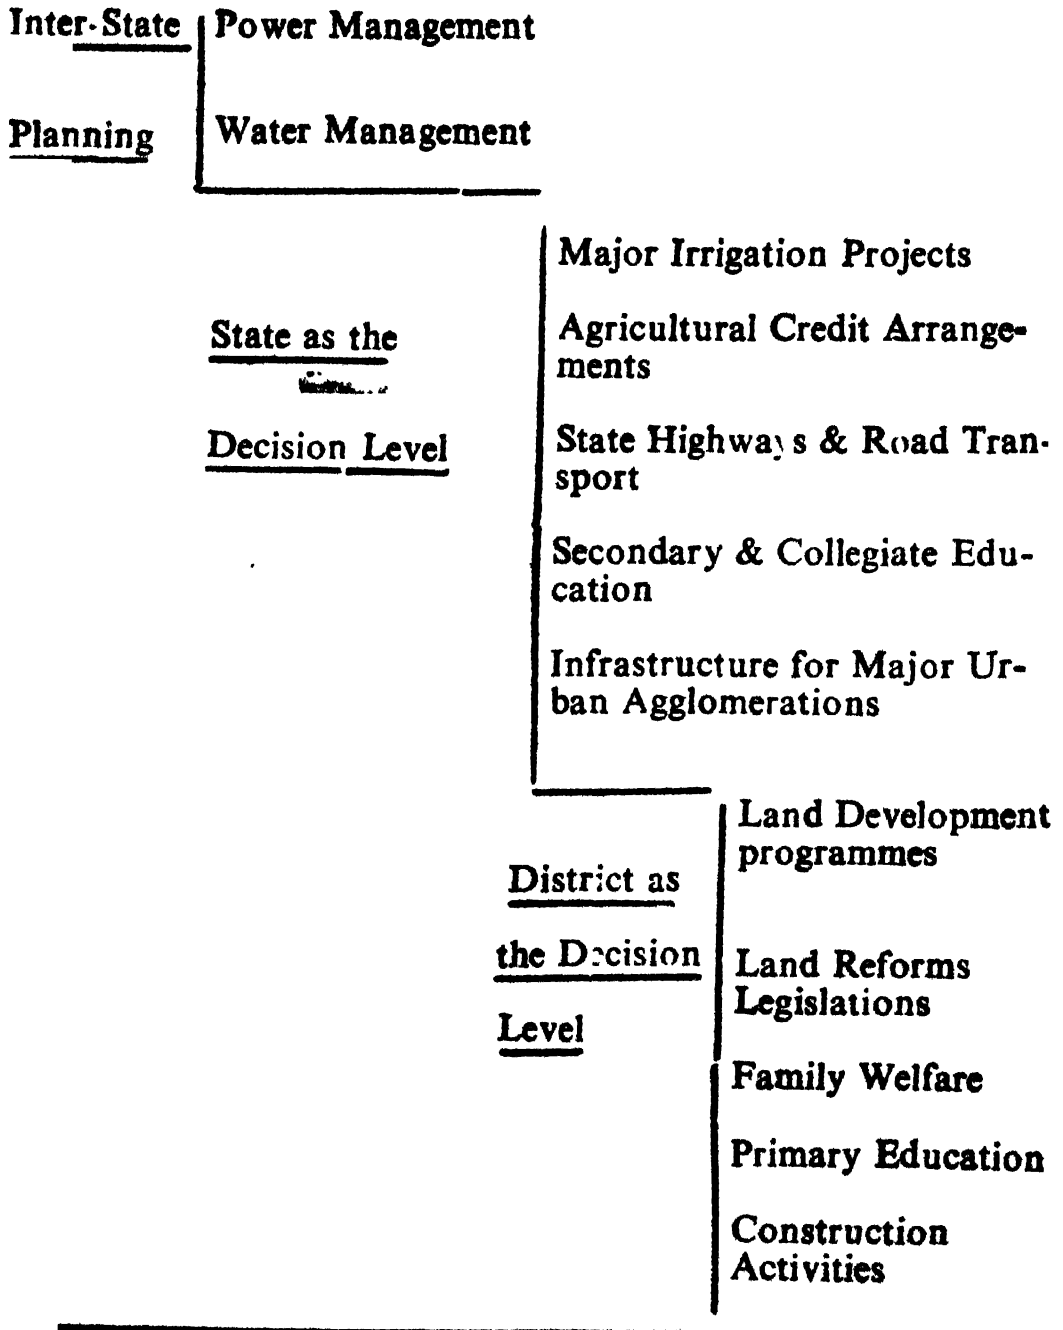 Inter-State Power Management
Planning Water Management
Major Irrigation Projects
State as the
Agricultural Credit Arrange-
ments
Decision Level
State Highways & Road Tran-
sport
Secondary & Collegiate Edu-
cation
Infrastructure for Major Ur-
ban Agglomerations
Land Development
programmes
District as
the Decision
Level
Land Reforms
Legislations
Family Welfare
Primary Education
Construction
Activities